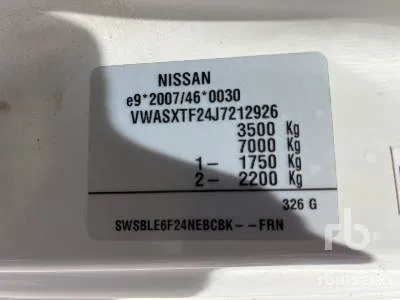 NISSAN
e9*2007/46*0030
VWASXTF24J7212926
3500 Kg
7000 Kg
1- 1750 Kg
2- 2200 Kg
326 G
SWSBLE6F24NEBCBK--FRN
rb